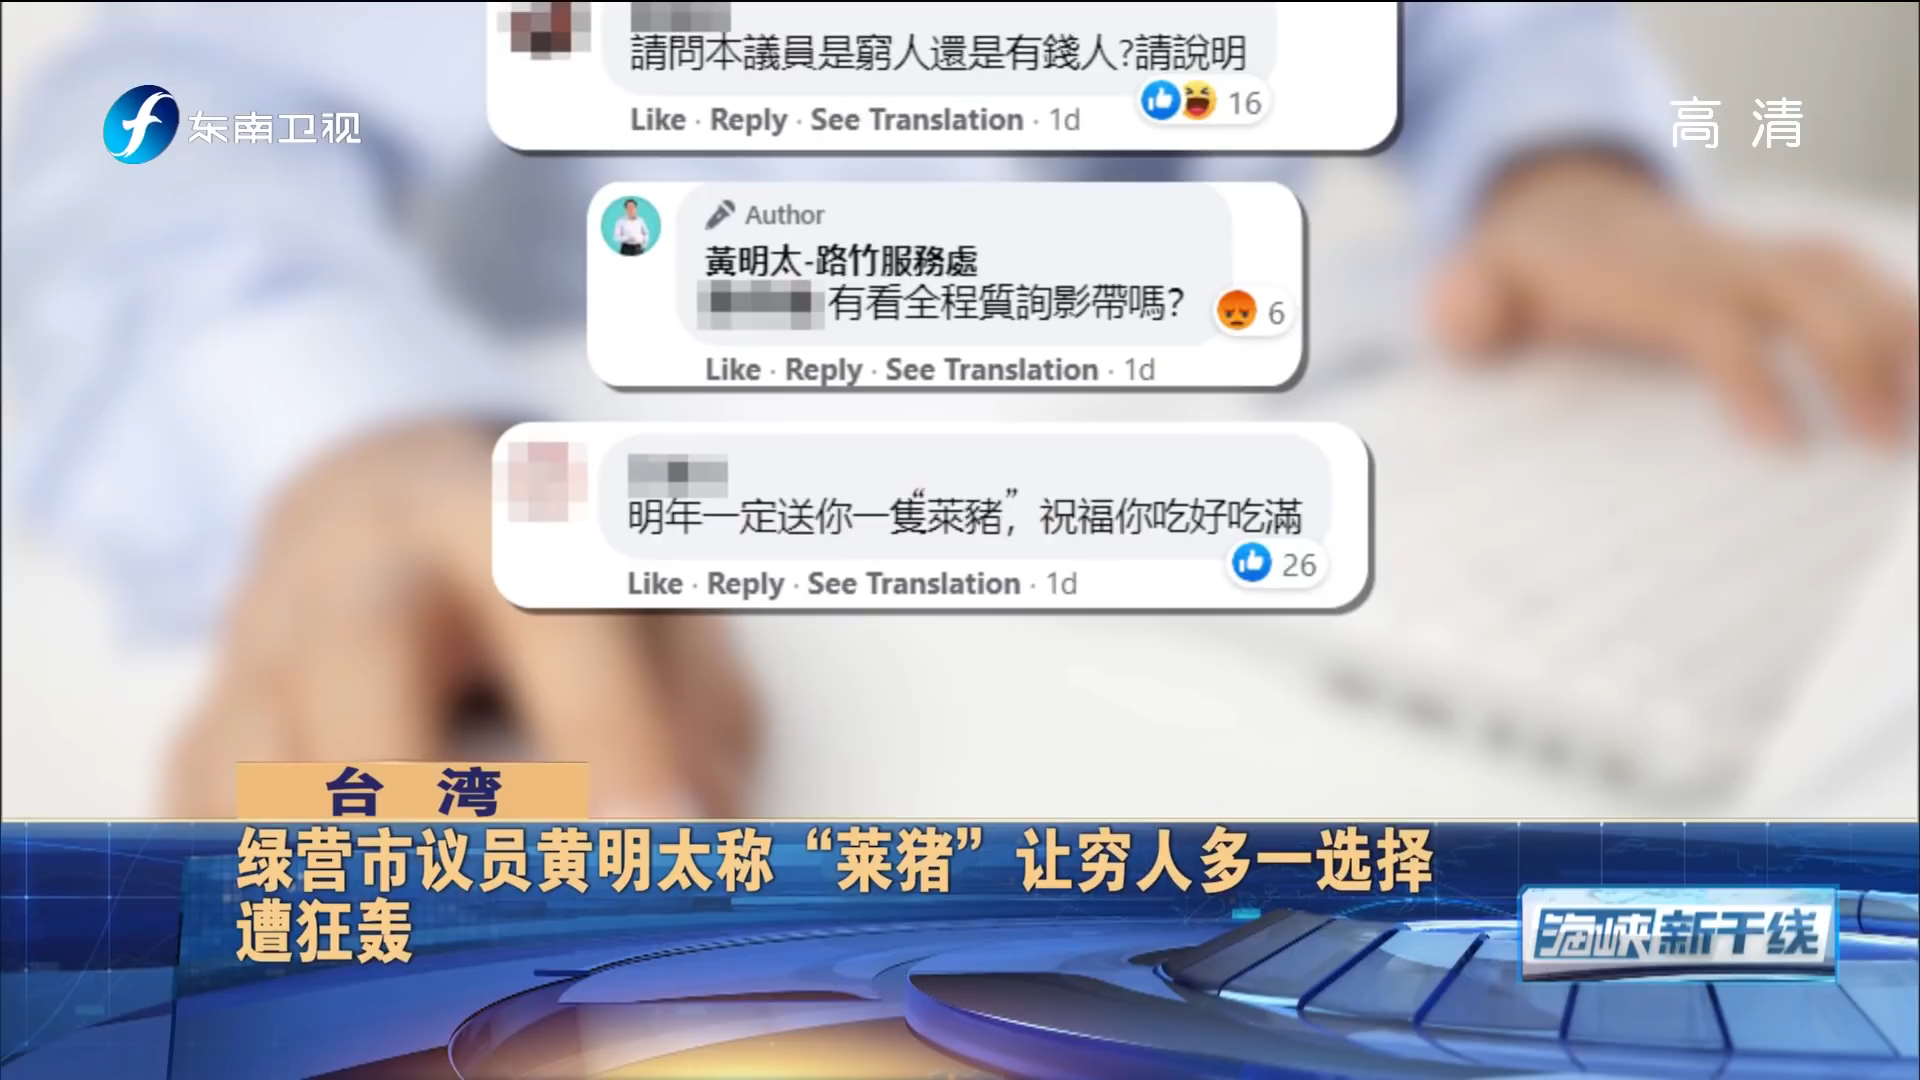 請問本議員是窮人還是有錢人?請說明
Like · Reply · See Translation · 1d
16
东南卫视
高清
Author
黃明太-路竹服務處
有看全程質詢影帶嗎?
6
Like · Reply · See Translation · 1d
明年一定送你一隻“萊豬”,祝福你吃好吃滿
26
Like · Reply · See Translation · 1d
台湾
绿营市议员黄明太称“莱猪”让穷人多一选择
遭狂轰
海峡新干线